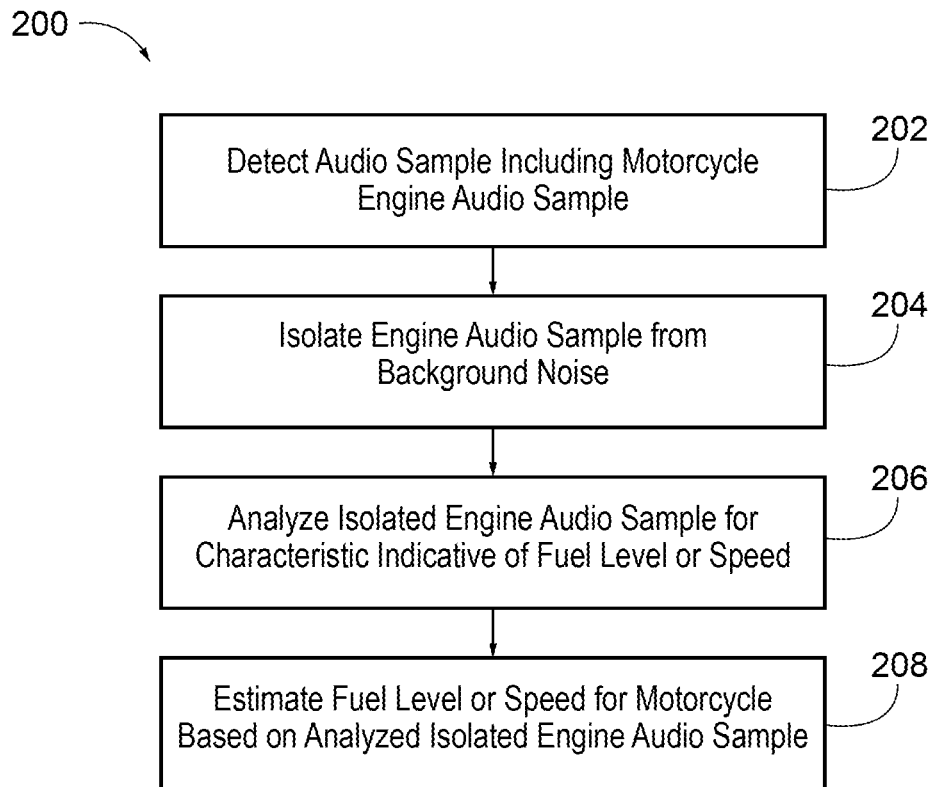 200
202
Detect Audio Sample Including Motorcycle
Engine Audio Sample
204
Isolate Engine Audio Sample from
Background Noise
206
Analyze Isolated Engine Audio Sample for
Characteristic Indicative of Fuel Level or Speed
208
Estimate Fuel Level or Speed for Motorcycle
Based on Analyzed Isolated Engine Audio Sample